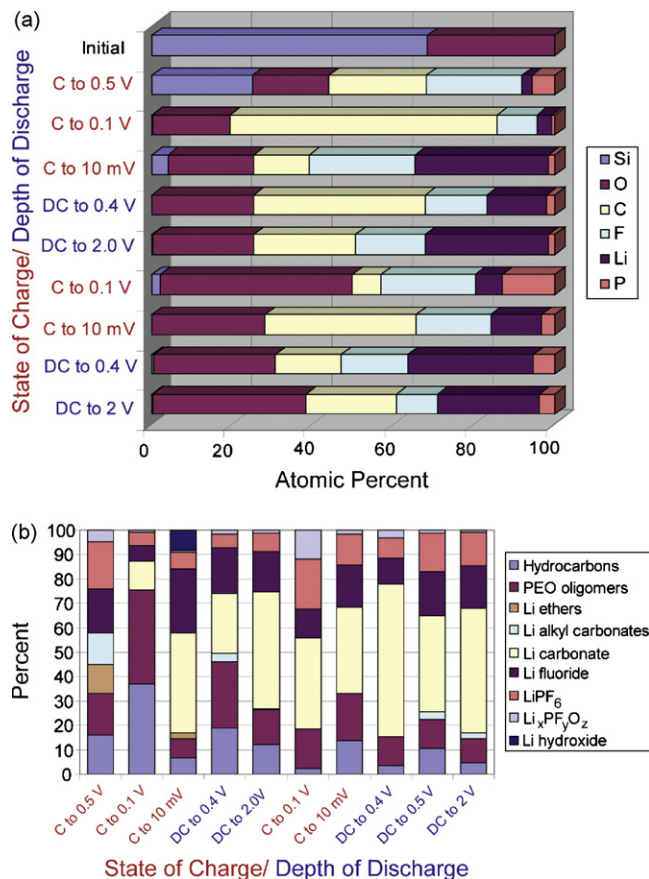 (a)
Initial
C to 0.5 V
C to 0.1 V
C to 10 mV
DC to 0.4 V
DC to 2.0 V
C to 0.1 V
C to 10 mV
DC to 0.4 V
DC to 2 V
State of Charge/ Depth of Discharge
0 20 40 60 80 100
Atomic Percent
Si
O
C
F
Li
P
(b)
100
90
80
70
60
50
40
30
20
10
0
Percent
C to 0.5 V
C to 0.1 V
C to 10 mV
DC to 0.4 V
DC to 2.0V
C to 0.1 V
C to 10 mV
DC to 0.4 V
DC to 0.5 V
DC to 2 V
State of Charge/ Depth of Discharge
Hydrocarbons
PEO oligomers
Li ethers
Li alkyl carbonates
Li carbonate
Li fluoride
LiPF6
LixPFyOz
Li hydroxide